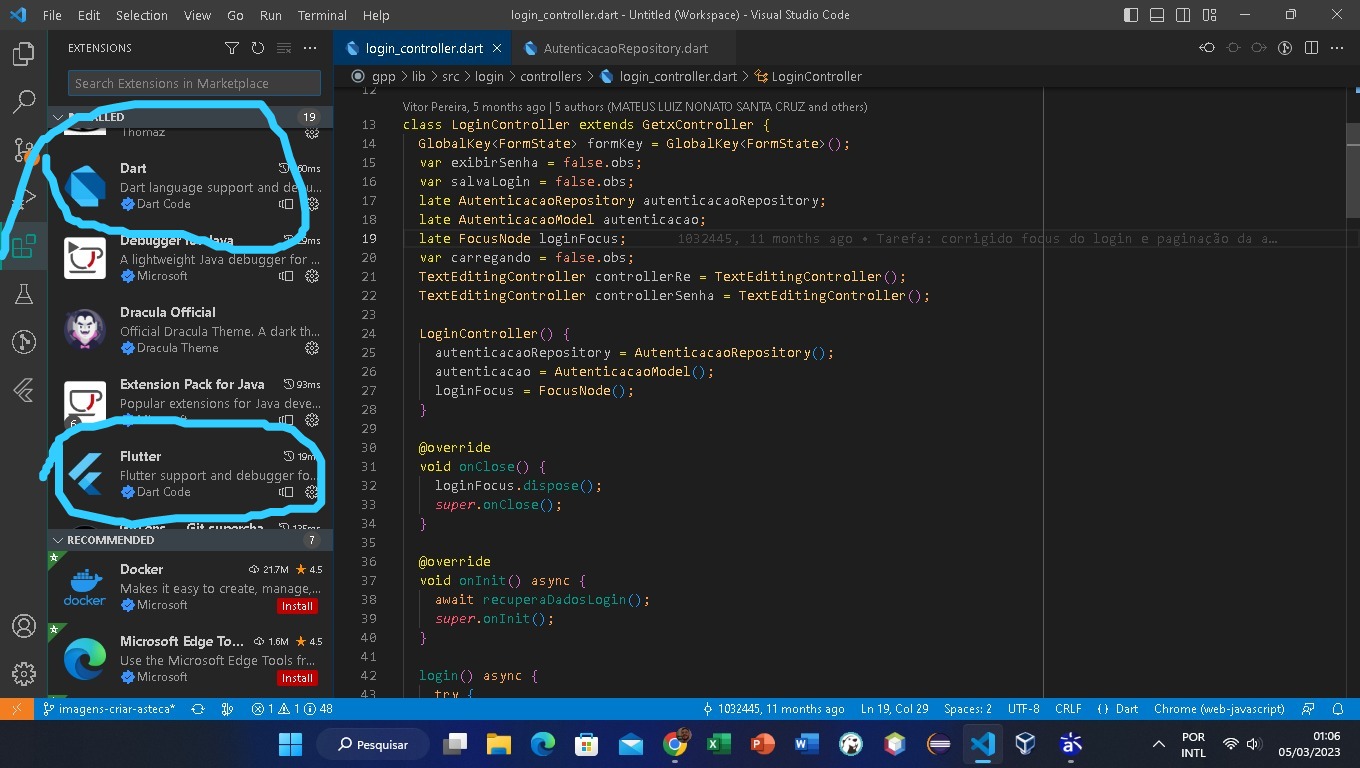 File Edit Selection View Go Run Terminal Help
login_controller.dart - Untitled (Workspace) - Visual Studio Code
EXTENSIONS
Search Extensions in Marketplace
19
Thomaz
Dart
Dart language support and debu...
Dart Code
Debugger for Java
A lightweight Java debugger for ...
Microsoft
Dracula Official
Official Dracula Theme. A dark th...
Dracula Theme
Extension Pack for Java 93ms
Popular extensions for Java deve...
Microsoft
6
Flutter
Flutter support and debugger fo...
Dart Code
135ms
RECOMMENDED 7
Docker 21.7M 4.5
Makes it easy to create, manage,...
docker
Microsoft Install
Microsoft Edge To... 1.6M 4.5
Use the Microsoft Edge Tools fr...
Microsoft Install
login_controller.dart AutenticacaoRepository.dart
gpp > lib > src > login > controllers > login_controller.dart > LoginController
12
Vitor Pereira, 5 months ago | 5 authors (MATEUS LUIZ NONATO SANTA CRUZ and others)
13 class LoginController extends GetxController {
14 GlobalKey<FormState> formKey = GlobalKey<FormState>();
15 var exibirSenha = false.obs;
16 var salvaLogin = false.obs;
17 late AutenticacaoRepository autenticacaoRepository;
18 late AutenticacaoModel autenticacao;
19 late FocusNode loginFocus; 1032445, 11 months ago • Tarefa: corrigido focus do login e paginação da a…
20 var carregando = false.obs;
21 TextEditingController controllerRe = TextEditingController();
22 TextEditingController controllerSenha = TextEditingController();
23
24 LoginController() {
25 autenticacaoRepository = AutenticacaoRepository();
26 autenticacao = AutenticacaoModel();
27 loginFocus = FocusNode();
28 }
29
30 @override
31 void onClose() {
32 loginFocus.dispose();
33 super.onClose();
34 }
35
36 @override
37 void onInit() async {
38 await recuperaDadosLogin();
39 super.onInit();
40 }
41
42 login() async {
43 try {
imagens-criar-asteca* 1 1 48
1032445, 11 months ago Ln 19, Col 29 Spaces: 2 UTF-8 CRLF {} Dart Chrome (web-javascript)
Pesquisar
POR
INTL
01:06
05/03/2023